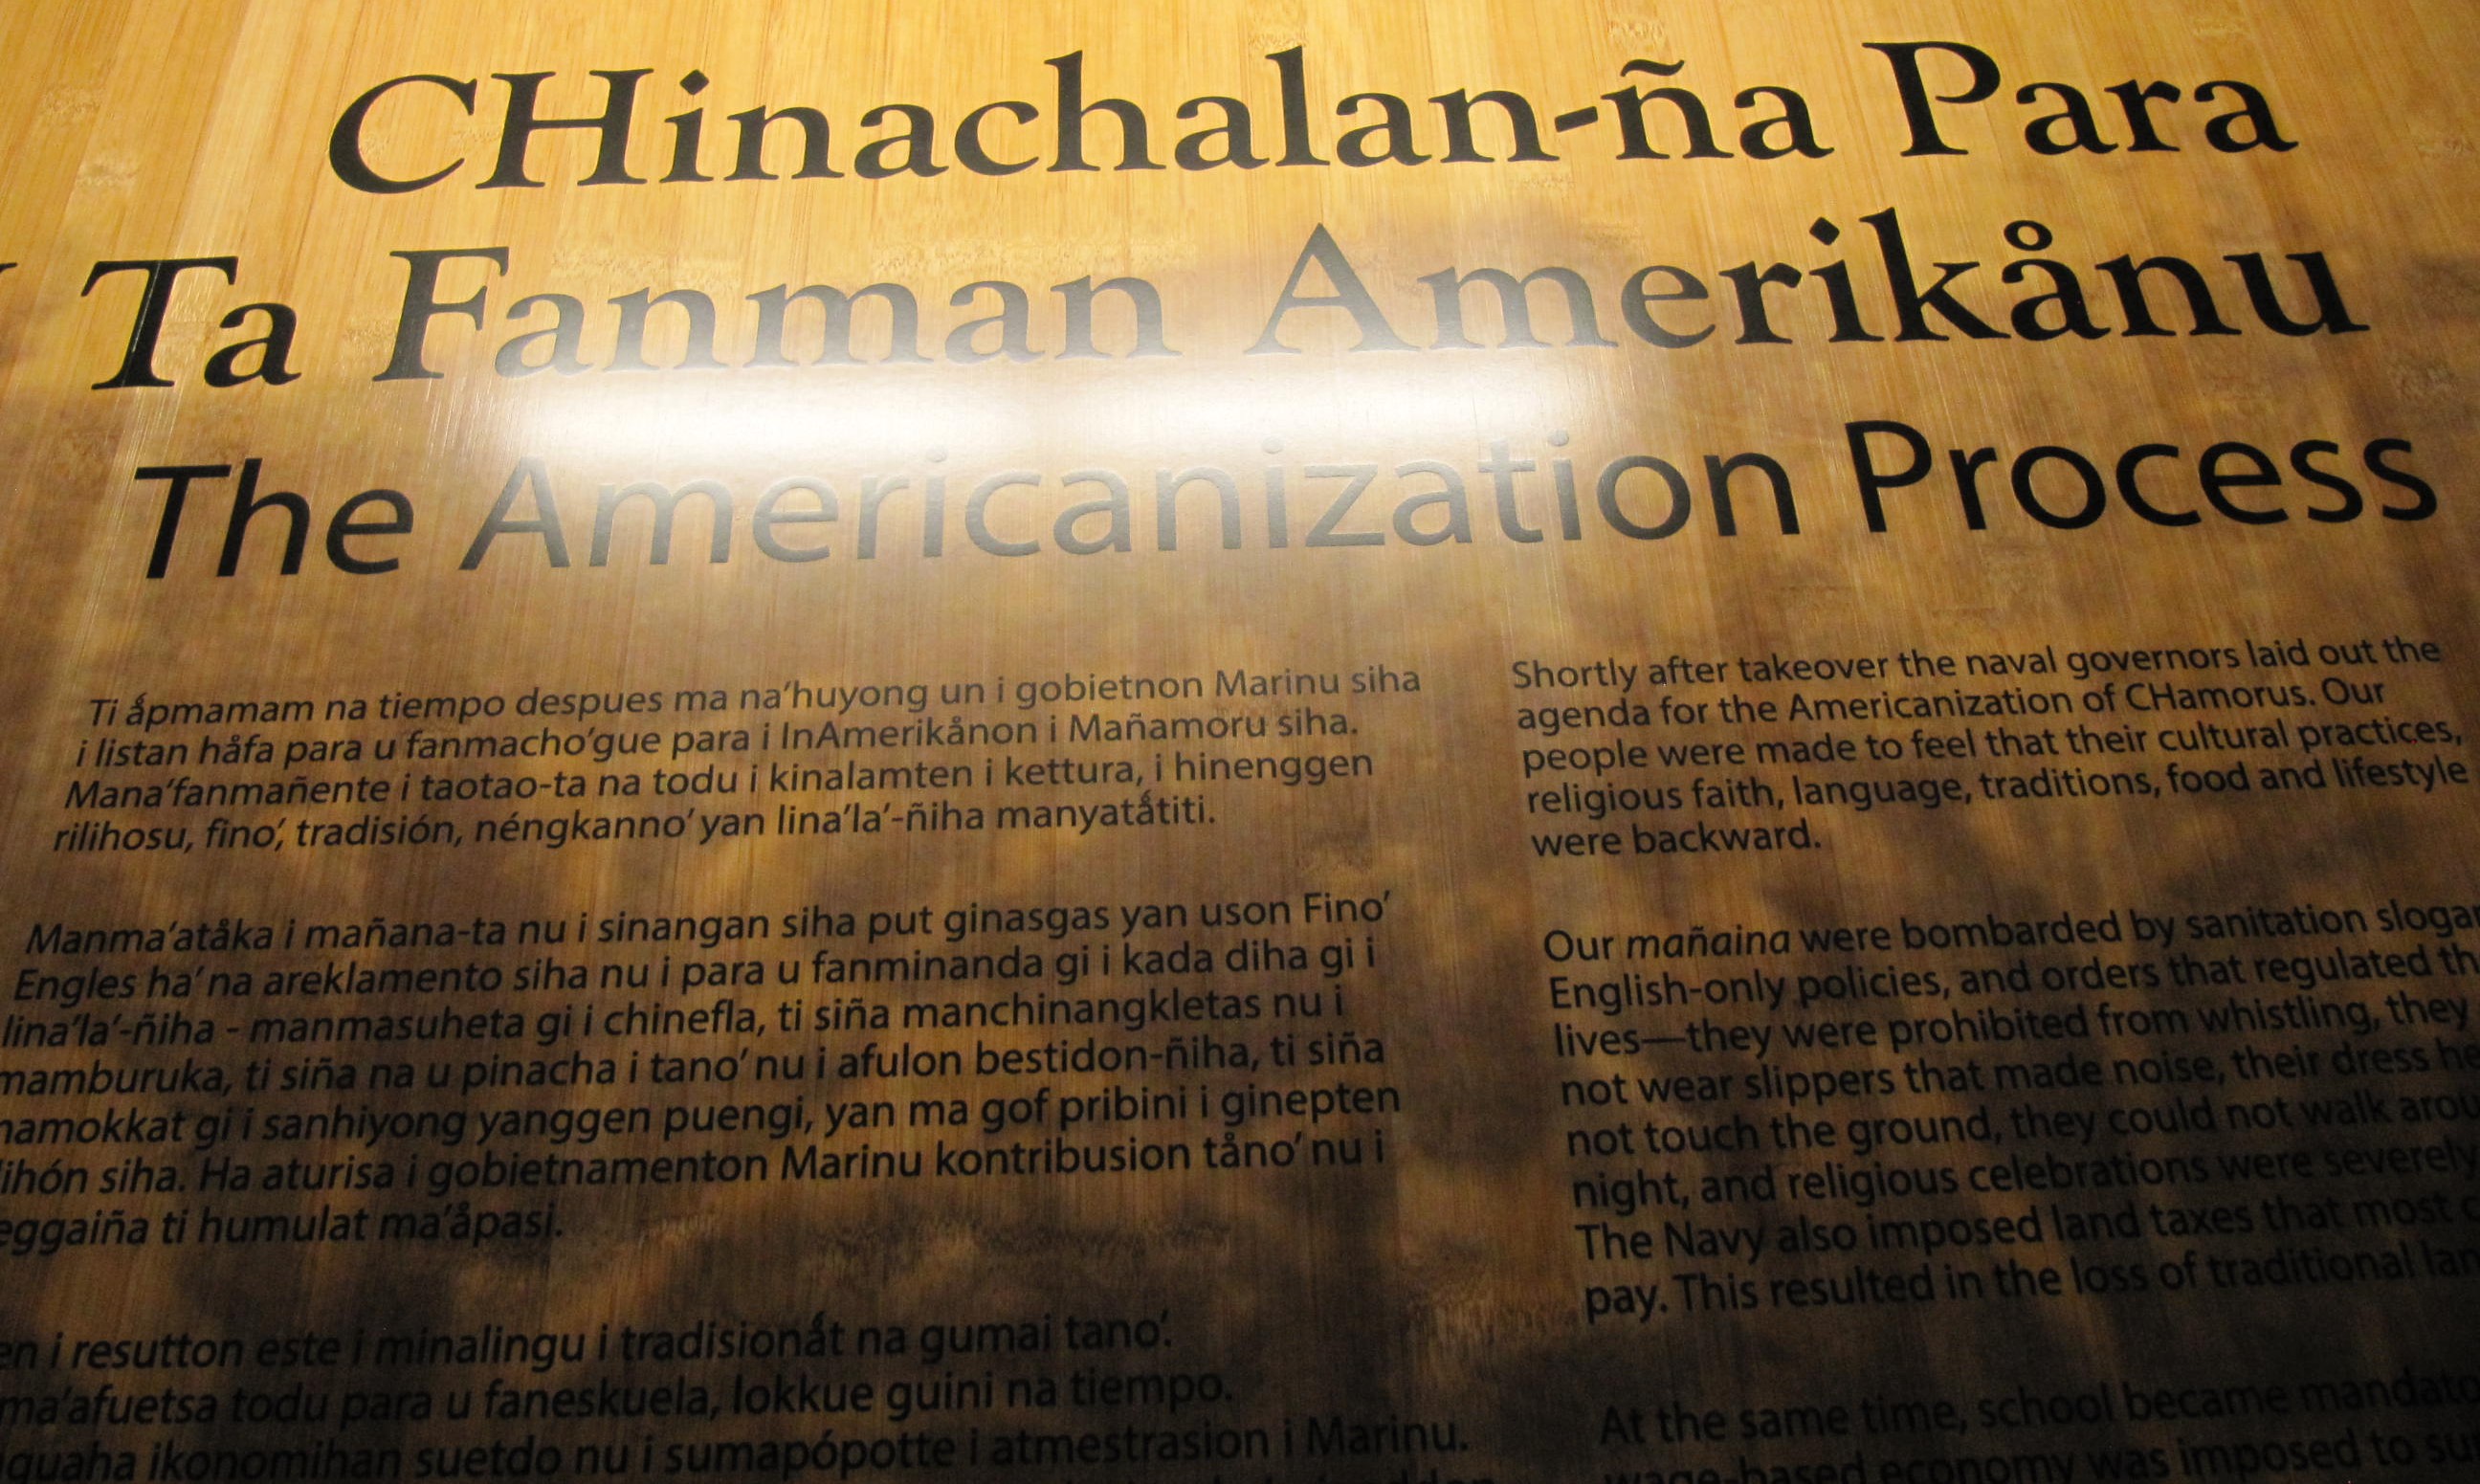 CHinachalan-ña Para
Ta Fanman Amerikånu
The Americanization Process
Ti åpmamam na tiempo despues ma na'huyong un i gobietnon Marinu siha
i listan håfa para u fanmacho'gue para i InAmerikånon i Mañamoru siha.
Mana'fanmañente i taotao-ta na todu i kinalamten i kettura, i hinenggen
rilihosu, fino', tradisión, néngkanno' yan lina'la'-ñiha manyatåtiti.
Manma'atåka i mañana-ta nu i sinangan siha put ginasgas yan uson Fino'
Engles ha' na areklamento siha nu i para u fanminanda gi i kada diha gi i
lina'la'-ñiha - manmasuheta gi i chinefla, ti siña manchinangkletas nu i
mamburuka, ti siña na u pinacha i tano' nu i afulon bestidon-ñiha, ti siña
gi i sanhiyong yanggen puengi, yan ma gof pribini i ginepten
siha. Ha aturisa i gobietnamenton Marinu kontribusion tåno' nu i
ti humulat ma'åpasi.
i resutton este i minalingu i tradisionåt na gumai tano'.
ma'afuetsa todu para u faneskuela, lokkue guini na tiempo.
ikonomihan suetdo nu i sumapópotte i atmestrasion i Marinu.
Shortly after takeover the naval governors laid out the
agenda for the Americanization of CHamorus. Our
people were made to feel that their cultural practices,
religious faith, language, traditions, food and lifestyle
were backward.
Our mañaina were bombarded by sanitation
English-only policies, and orders that regulated
lives—they were prohibited from whistling, they
not wear slippers that made noise, their dress
not touch the ground, they could not walk
night, and religious celebrations were severely
The Navy also imposed land taxes that most
pay. This resulted in the loss of traditional
At the same time, school became
wage-based economy was imposed to